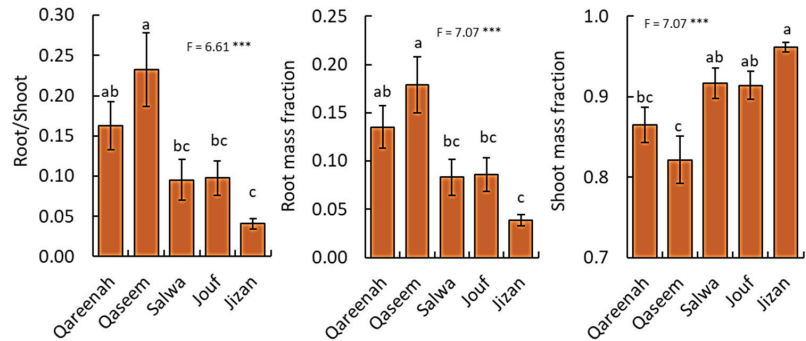 0.30
0.25
0.20
0.15
0.10
0.05
0.00
Root/Shoot
F = 6.61 ***
ab
a
bc
bc
c
Qareenah
Qaseem
Salwa
Jouf
Jizan
0.25
0.20
0.15
0.10
0.05
0.00
Root mass fraction
F = 7.07 ***
ab
a
bc
bc
c
Qareenah
Qaseem
Salwa
Jouf
Jizan
1.0
0.9
0.8
0.7
Shoot mass fraction
F = 7.07 ***
bc
c
ab
ab
a
Qareenah
Qaseem
Salwa
Jouf
Jizan